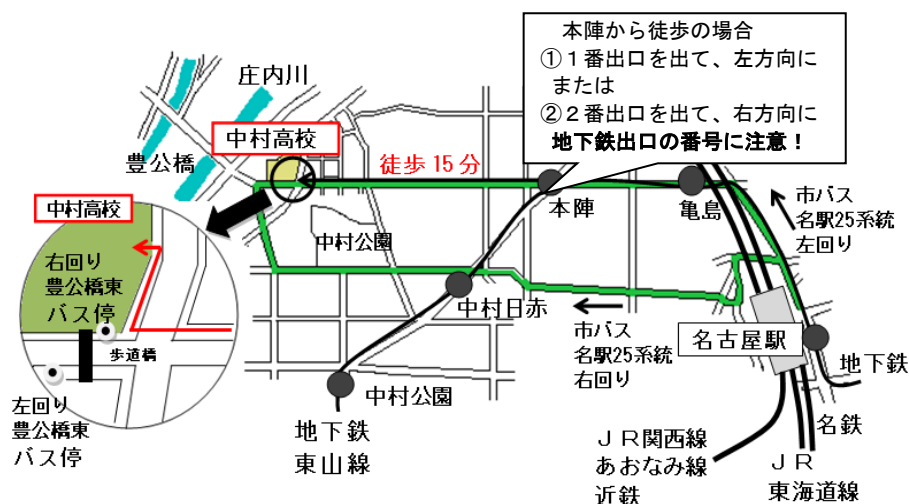 本陣から徒歩の場合
①1番出口を出て、左方向に
または
②2番出口を出て、右方向に
地下鉄出口の番号に注意！
庄内川
中村高校
豊公橋
徒歩15分
本陣
亀島
市バス
名駅25系統
左回り
中村高校
中村公園
右回り
豊公橋東
バス停
中村日赤
歩道橋
市バス
名駅25系統
右回り
名古屋駅
地下鉄
中村公園
左回り
豊公橋東
バス停
地下鉄
東山線
名鉄
ＪＲ関西線
あおなみ線
近鉄
ＪＲ
東海道線